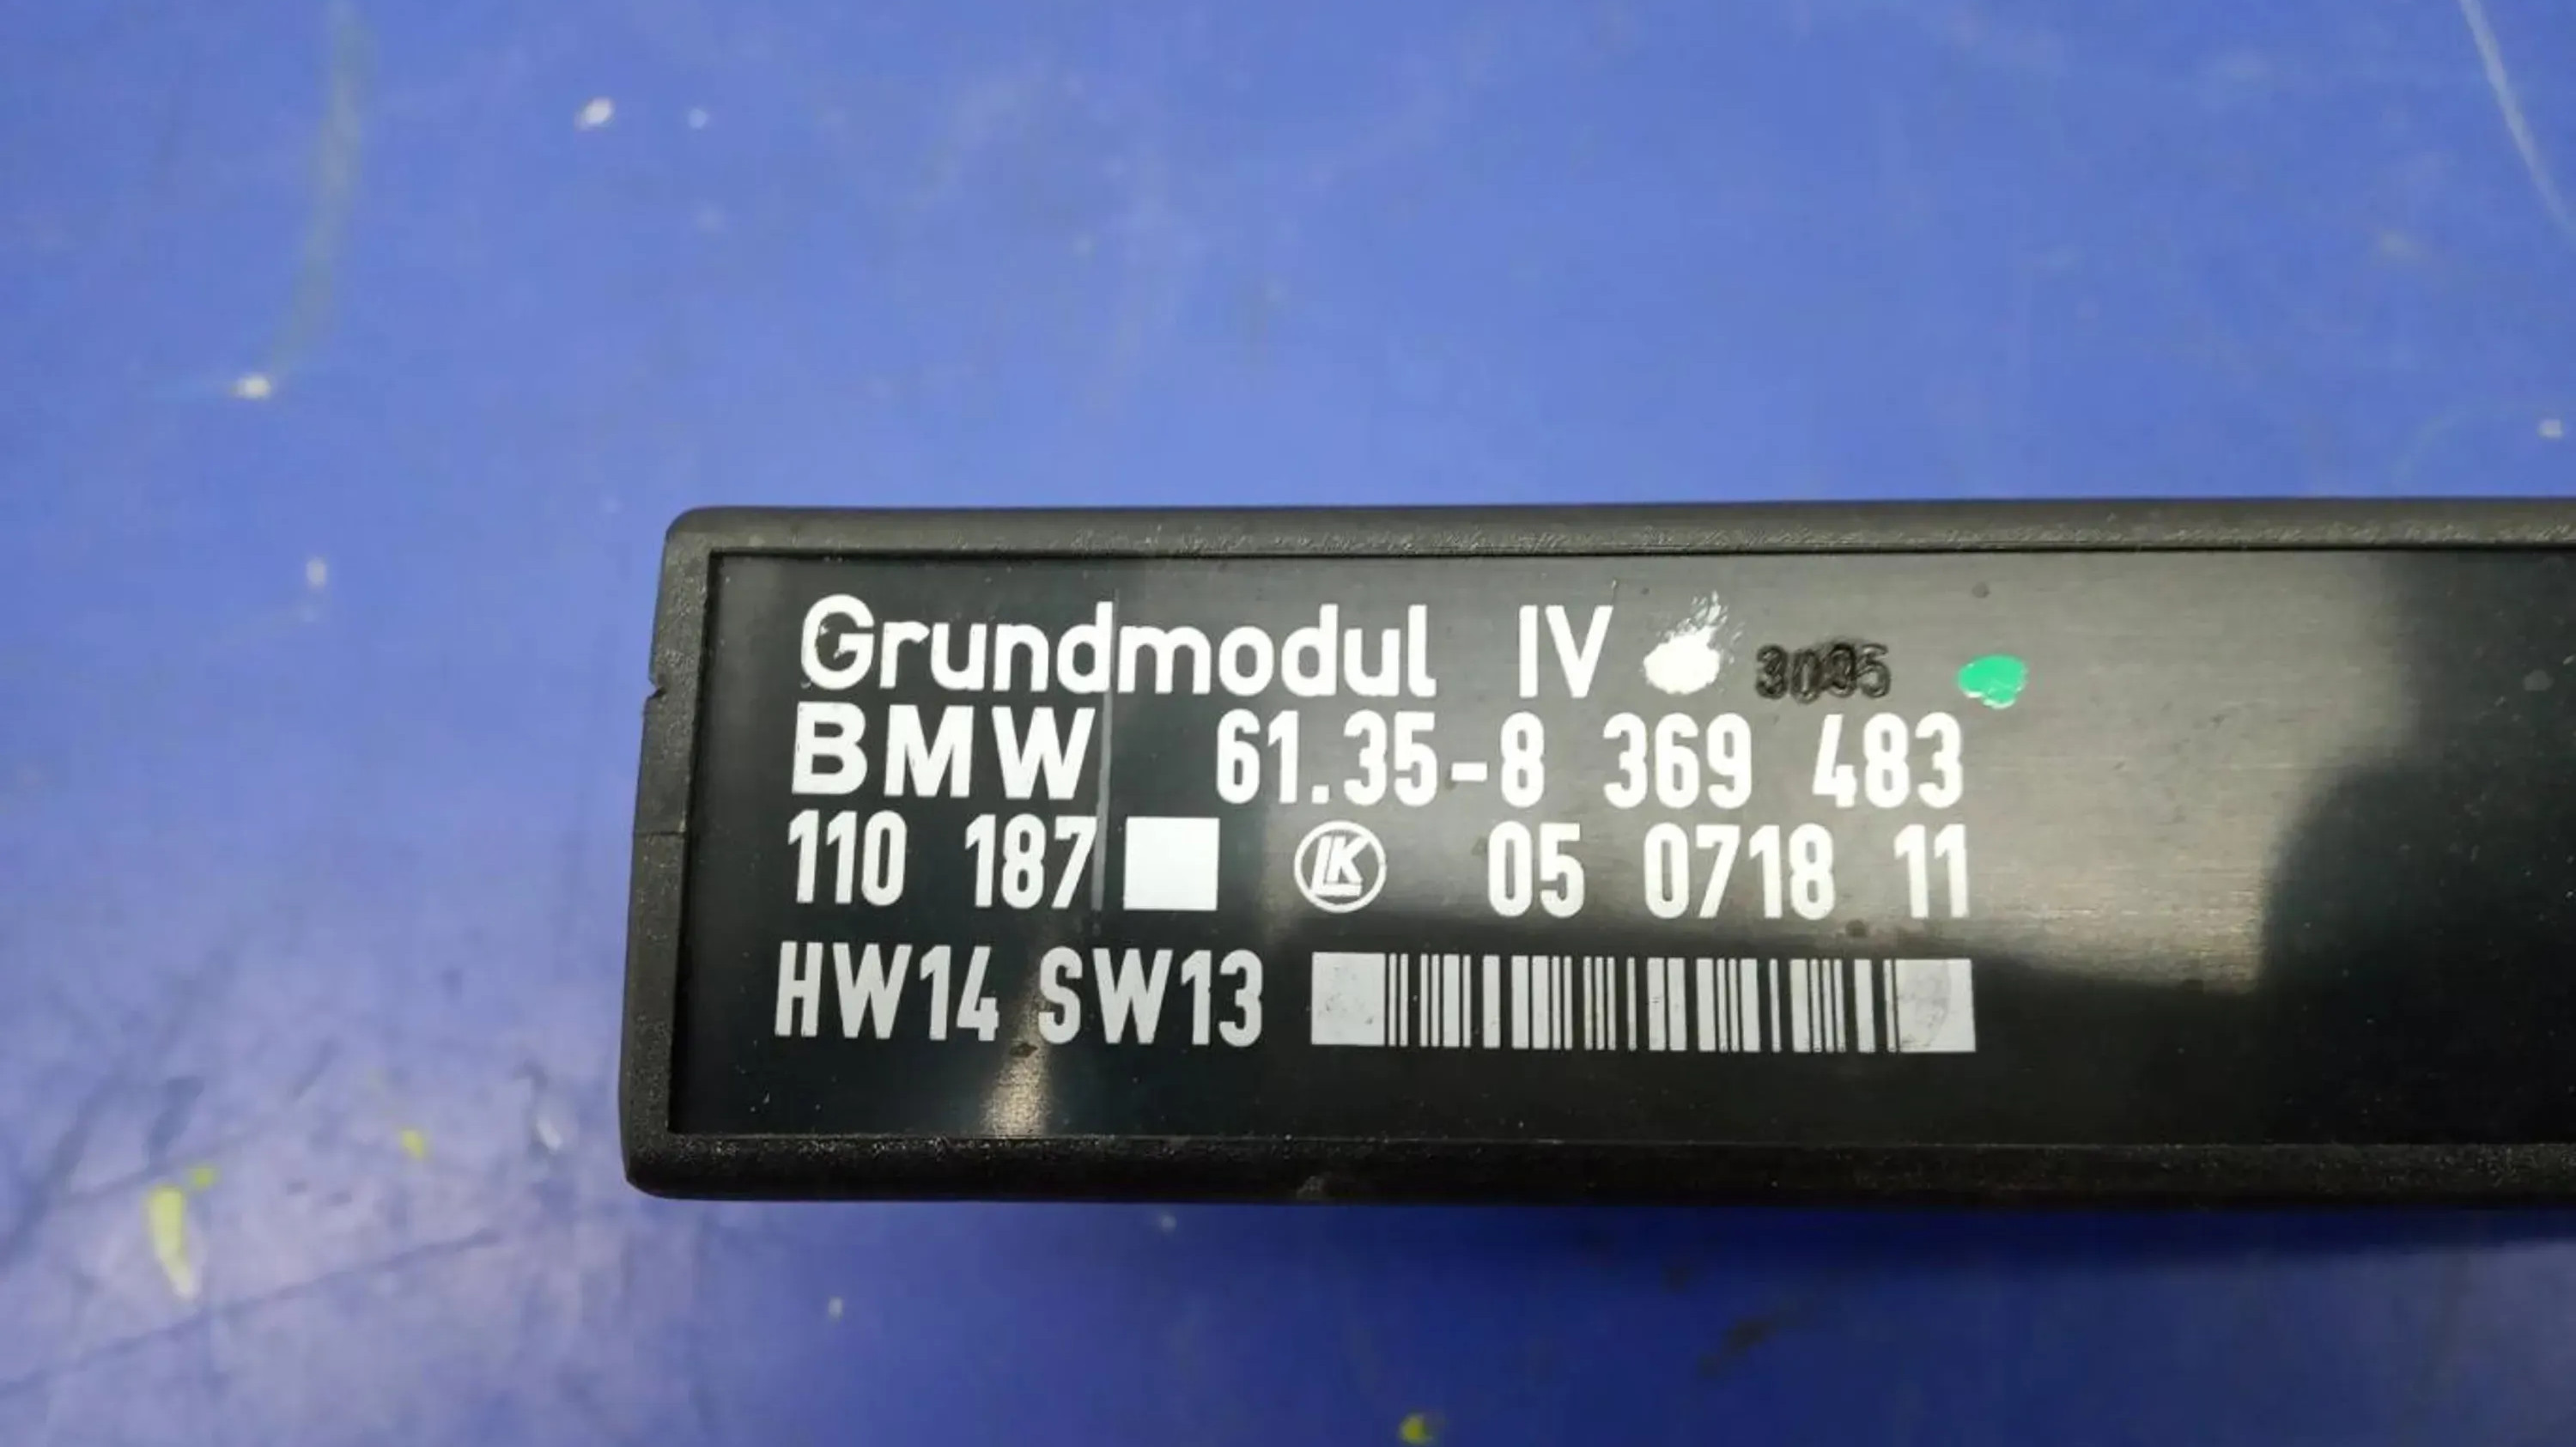 Grundmodul IV 3095
BMW 61.35-8 369 483
110 187 LK 05 0718 11
HW14 SW13